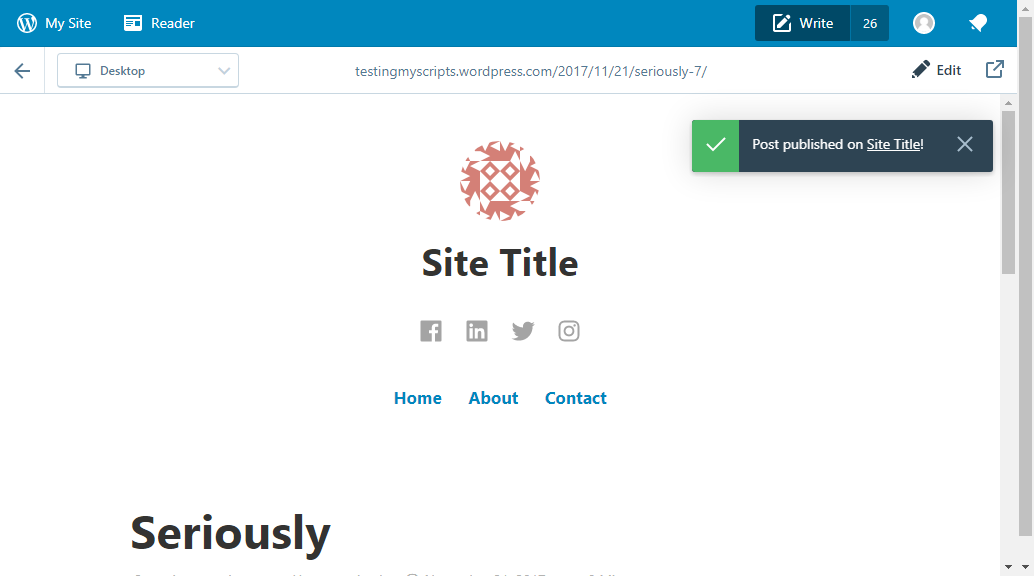 My Site
Reader
Write
26
Desktop
testingmyscripts.wordpress.com/2017/11/21/seriously-7/
Edit
Post published on Site Title!
Site Title
Home
About
Contact
Seriously